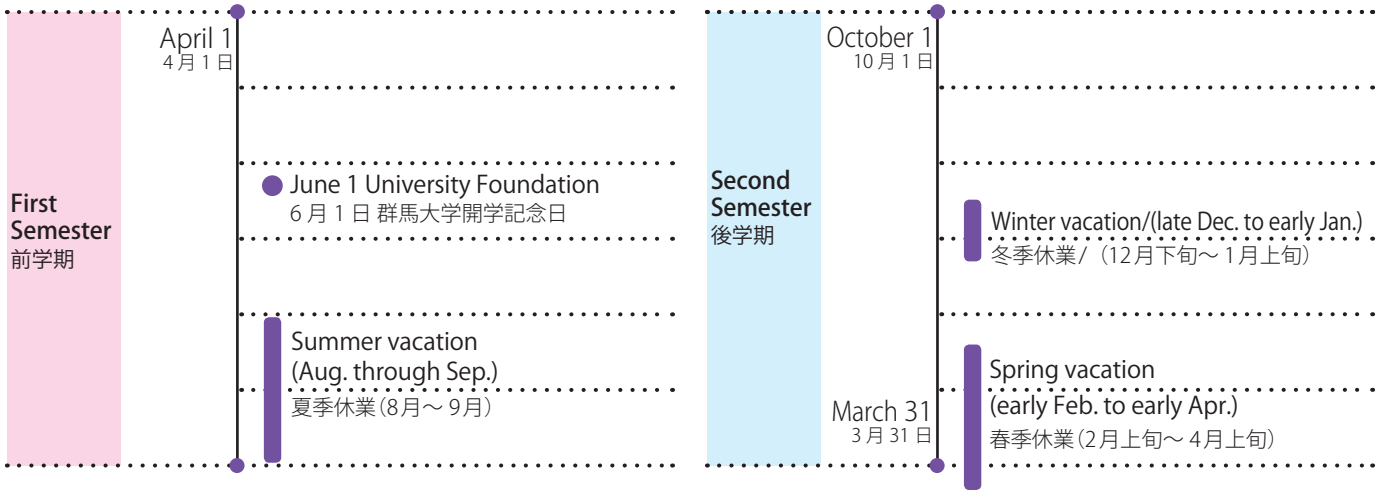 First
Semester
前学期
April 1
4月1日
June 1 University Foundation
6月1日 群馬大学開学記念日
Summer vacation
(Aug. through Sep.)
夏季休業(8月〜9月)
Second
Semester
後学期
October 1
10月1日
Winter vacation/(late Dec. to early Jan.)
冬季休業/（12月下旬〜1月上旬）
Spring vacation
(early Feb. to early Apr.)
春季休業(2月上旬〜4月上旬)
March 31
3月31日